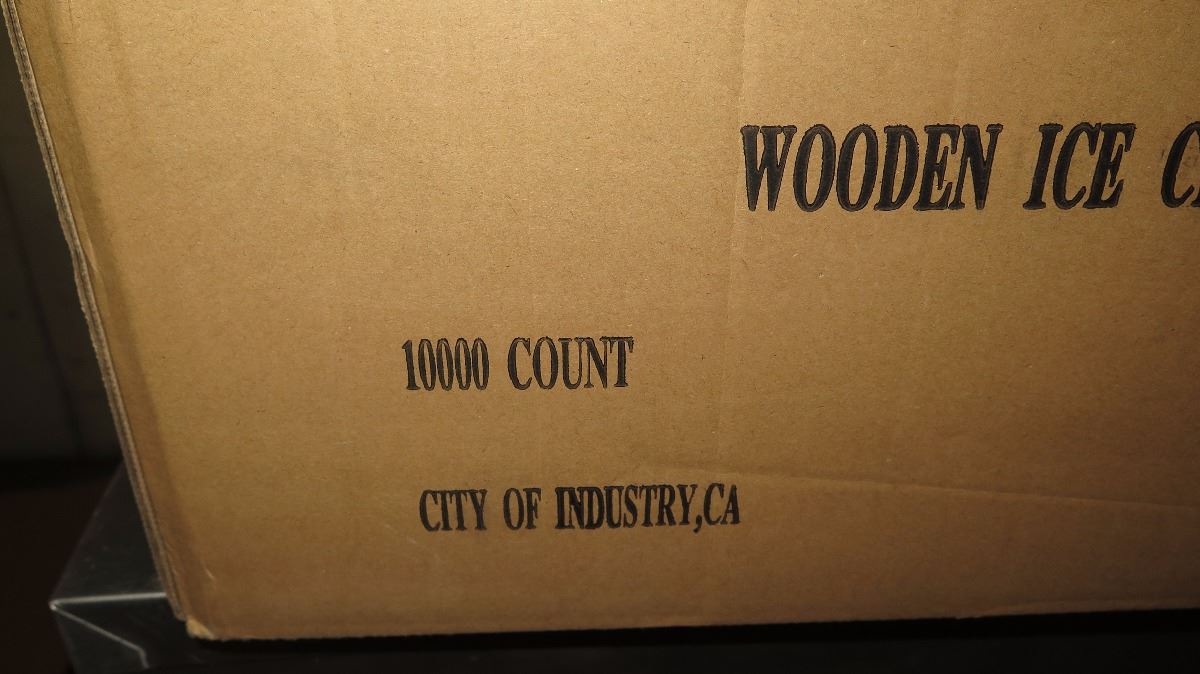 WOODEN ICE
10000 COUNT
CITY OF INDUSTRY,CA